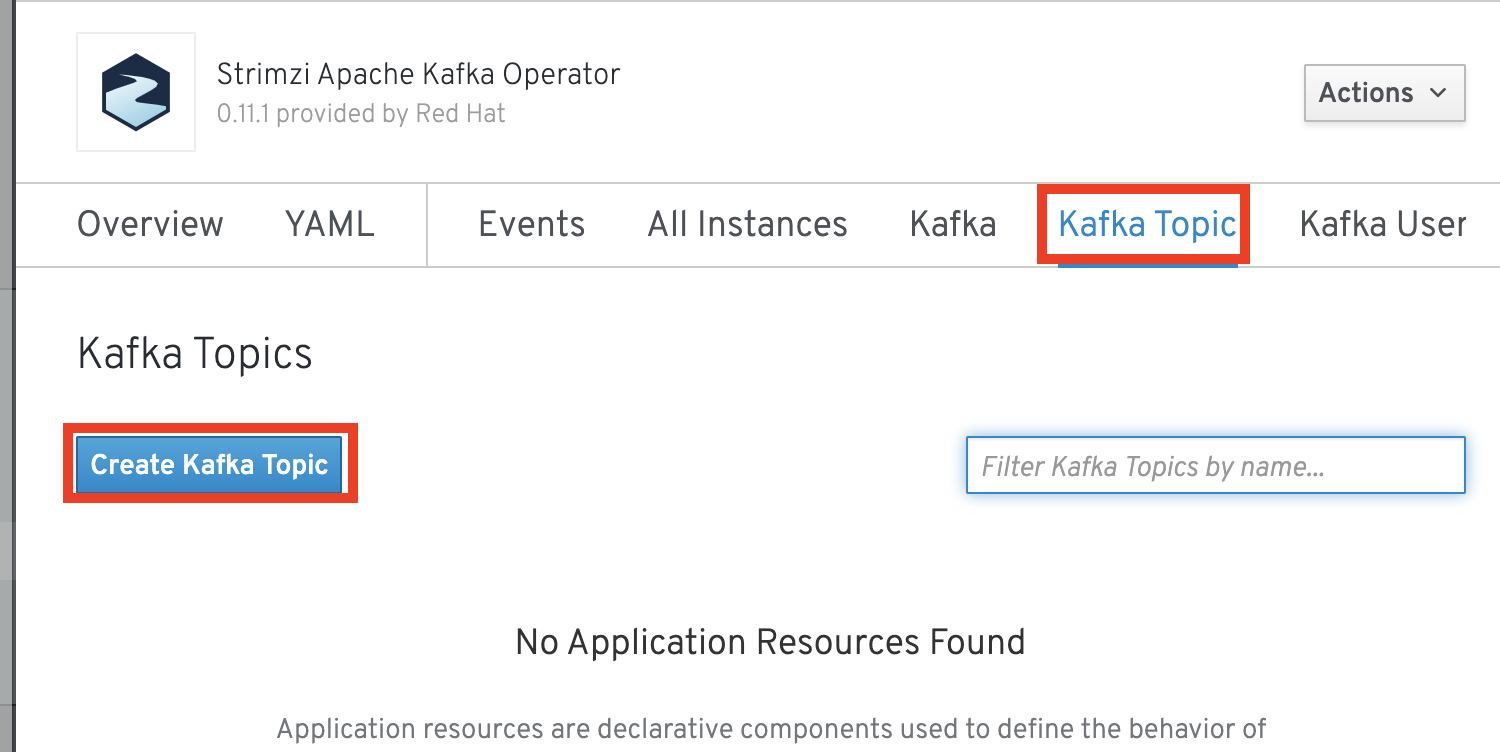 Strimzi Apache Kafka Operator
0.11.1 provided by Red Hat
Actions
Overview YAML Events All Instances Kafka Kafka Topic Kafka User
Kafka Topics
Create Kafka Topic
Filter Kafka Topics by name...
No Application Resources Found
Application resources are declarative components used to define the behavior of